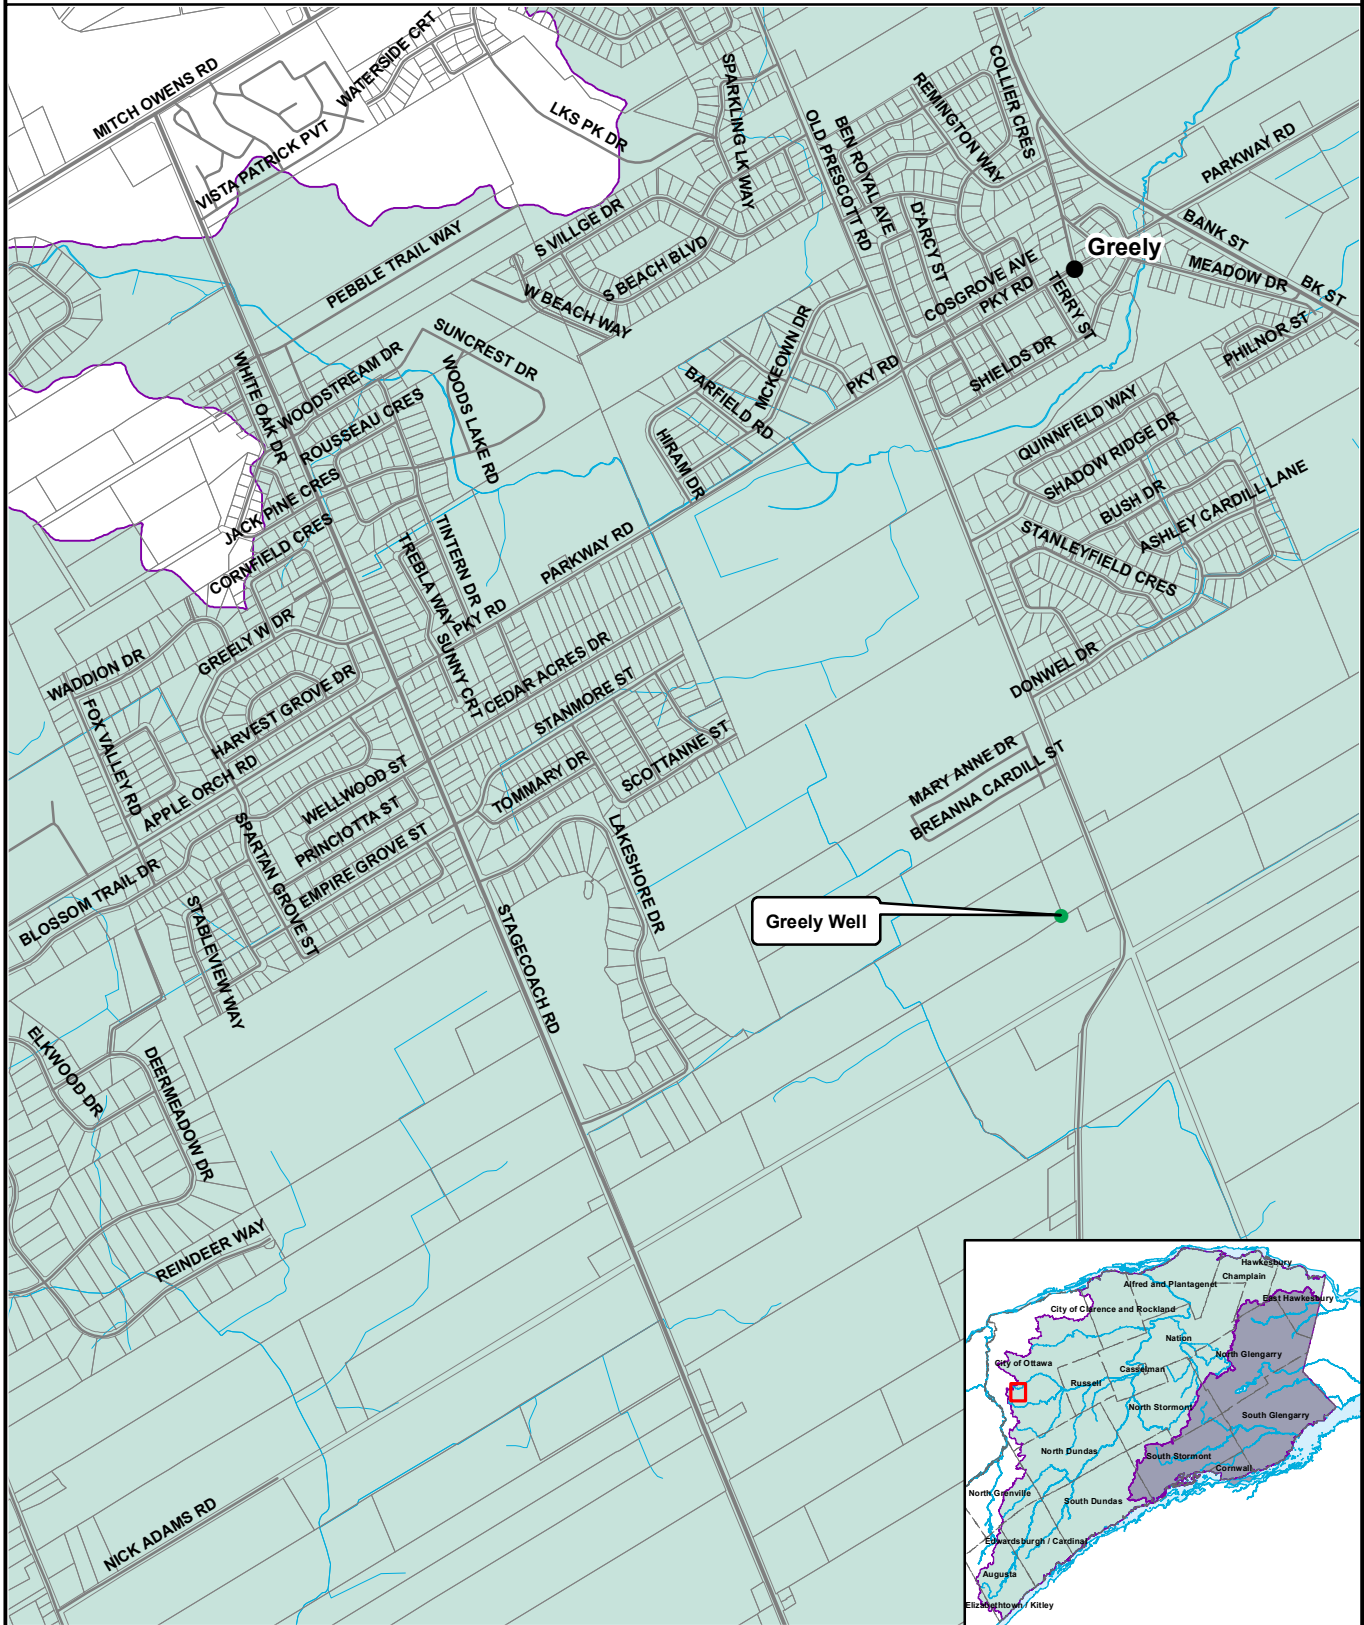 MITCH OWENS RD
WATERSIDE CRT
VISTA PATRICK PVT
LKS PK DR
SPARKLING LK WAY
OLD PRESCOTT RD
BEN ROYAL AVE
REMINGTON WAY
COLLIER CRES
PARKWAY RD
BANK ST
Greely
MEADOW DR
BK ST
PHILNOR ST
D'ARCY ST
COSGROVE AVE
PKY RD
TERRY ST
SHIELDS DR
S VILLGE DR
S BEACH BLVD
W BEACH WAY
PEBBLE TRAIL WAY
SUNCREST DR
WOODSTREAM DR
WHITE OAK DR
ROUSSEAU CRES
WOODS LAKE RD
JACK PINE CRES
CORNFIELD CRES
MCKEOWN DR
BARFIELD RD
PKY RD
HIRAM DR
QUINNFIELD WAY
SHADOW RIDGE DR
BUSH DR
ASHLEY CARDILL LANE
STANLEYFIELD CRES
DONWEL DR
TINTERN DR
TREBLA WAY
PARKWAY RD
PKY RD
SUNNY CRT
CEDAR ACRES DR
STANMORE ST
SCOTTANNE ST
TOMMARY DR
GREELY W DR
WADDION DR
FOX VALLEY RD
HARVEST GROVE DR
APPLE ORCH RD
WELLWOOD ST
PRINCIOTTA ST
EMPIRE GROVE ST
SPARTAN GROVE ST
BLOSSOM TRAIL DR
STABLEVIEW WAY
STAGECOACH RD
LAKESHORE DR
MARY ANNE DR
BREANNA CARDILL ST
Greely Well
ELKWOOD DR
DEERMEADOW DR
REINDEER WAY
NICK ADAMS RD
Hawkesbury
Champlain
Alfred and Plantagenet
East Hawkesbury
City of Clarence and Rockland
Nation
North Glengarry
City of Ottawa
Casselman
Russell
North Stormont
South Glengarry
North Dundas
South Stormont
Cornwall
North Grenville
South Dundas
Edwardsburgh / Cardinal
Augusta
Elizabethtown / Kitley